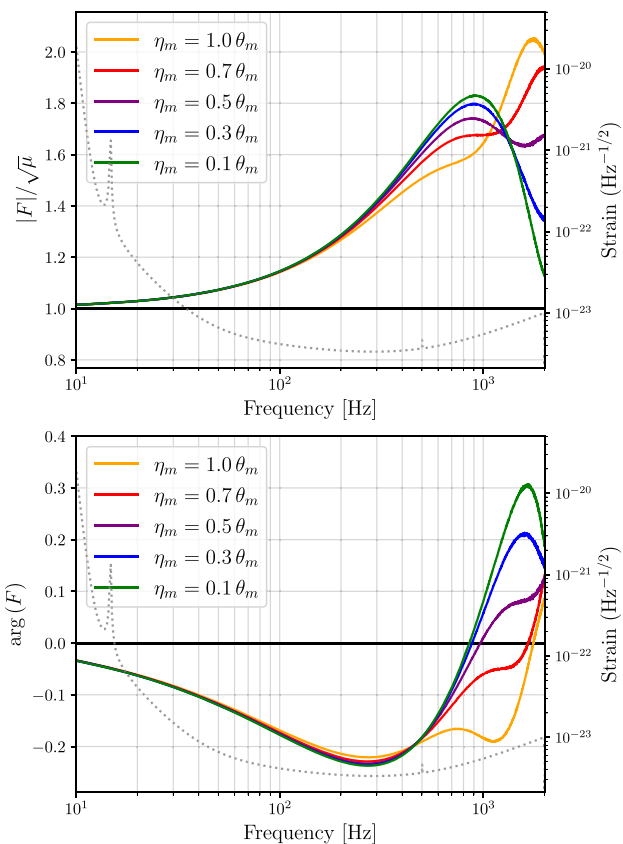 η_m = 1.0 θ_m
η_m = 0.7 θ_m
η_m = 0.5 θ_m
η_m = 0.3 θ_m
η_m = 0.1 θ_m
|F|/√μ
2.0
1.8
1.6
1.4
1.2
1.0
0.8
10^1
10^2
10^3
Frequency [Hz]
10^−20
10^−21
10^−22
10^−23
Strain (Hz^−1/2)
η_m = 1.0 θ_m
η_m = 0.7 θ_m
η_m = 0.5 θ_m
η_m = 0.3 θ_m
η_m = 0.1 θ_m
arg (F)
0.4
0.3
0.2
0.1
0.0
−0.1
−0.2
10^1
10^2
10^3
Frequency [Hz]
10^−20
10^−21
10^−22
10^−23
Strain (Hz^−1/2)